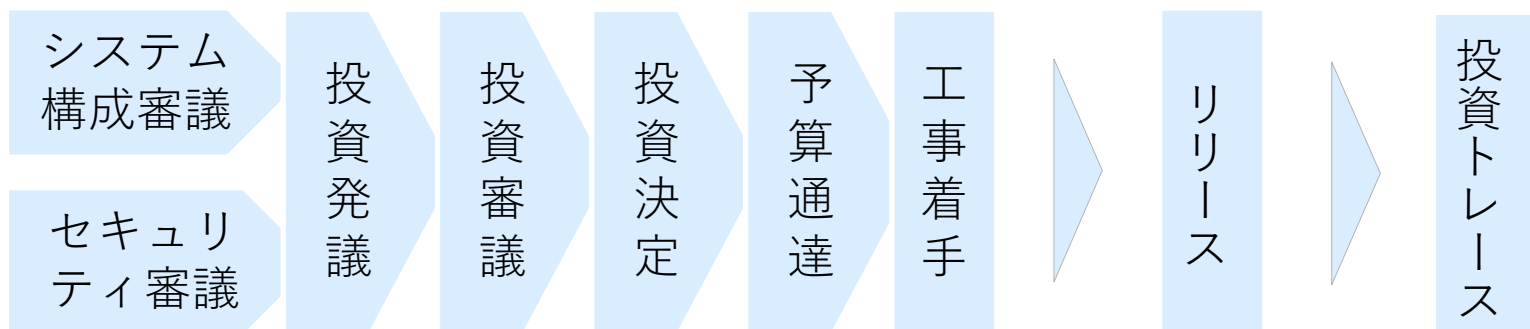 システム
構成審議
セキュリ
ティ審議
投資発議
投資審議
投資決定
予算通達
工事着手
リリース
投資トレース